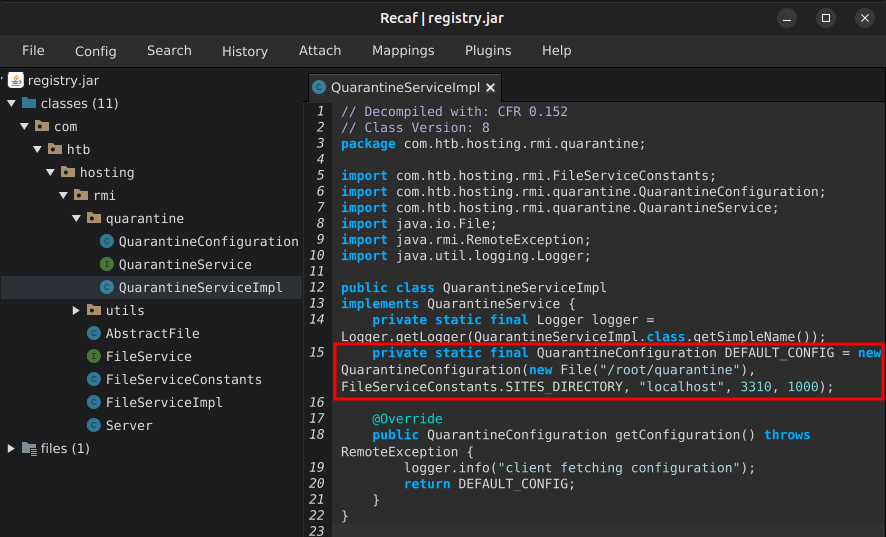 Recaf | registry.jar
File Config Search History Attach Mappings Plugins Help
registry.jar
classes (11)
com
htb
hosting
rmi
quarantine
QuarantineConfiguration
QuarantineService
QuarantineServiceImpl
utils
AbstractFile
FileService
FileServiceConstants
FileServiceImpl
Server
files (1)
QuarantineServiceImpl
1 // Decompiled with: CFR 0.152
2 // Class Version: 8
3 package com.htb.hosting.rmi.quarantine;
4
5 import com.htb.hosting.rmi.FileServiceConstants;
6 import com.htb.hosting.rmi.quarantine.QuarantineConfiguration;
7 import com.htb.hosting.rmi.quarantine.QuarantineService;
8 import java.io.File;
9 import java.rmi.RemoteException;
10 import java.util.logging.Logger;
11
12 public class QuarantineServiceImpl
13 implements QuarantineService {
14 private static final Logger logger =
Logger.getLogger(QuarantineServiceImpl.class.getSimpleName());
15 private static final QuarantineConfiguration DEFAULT_CONFIG = new
QuarantineConfiguration(new File("/root/quarantine"),
FileServiceConstants.SITES_DIRECTORY, "localhost", 3310, 1000);
16
17 @Override
18 public QuarantineConfiguration getConfiguration() throws
RemoteException {
19 logger.info("client fetching configuration");
20 return DEFAULT_CONFIG;
21 }
22 }
23